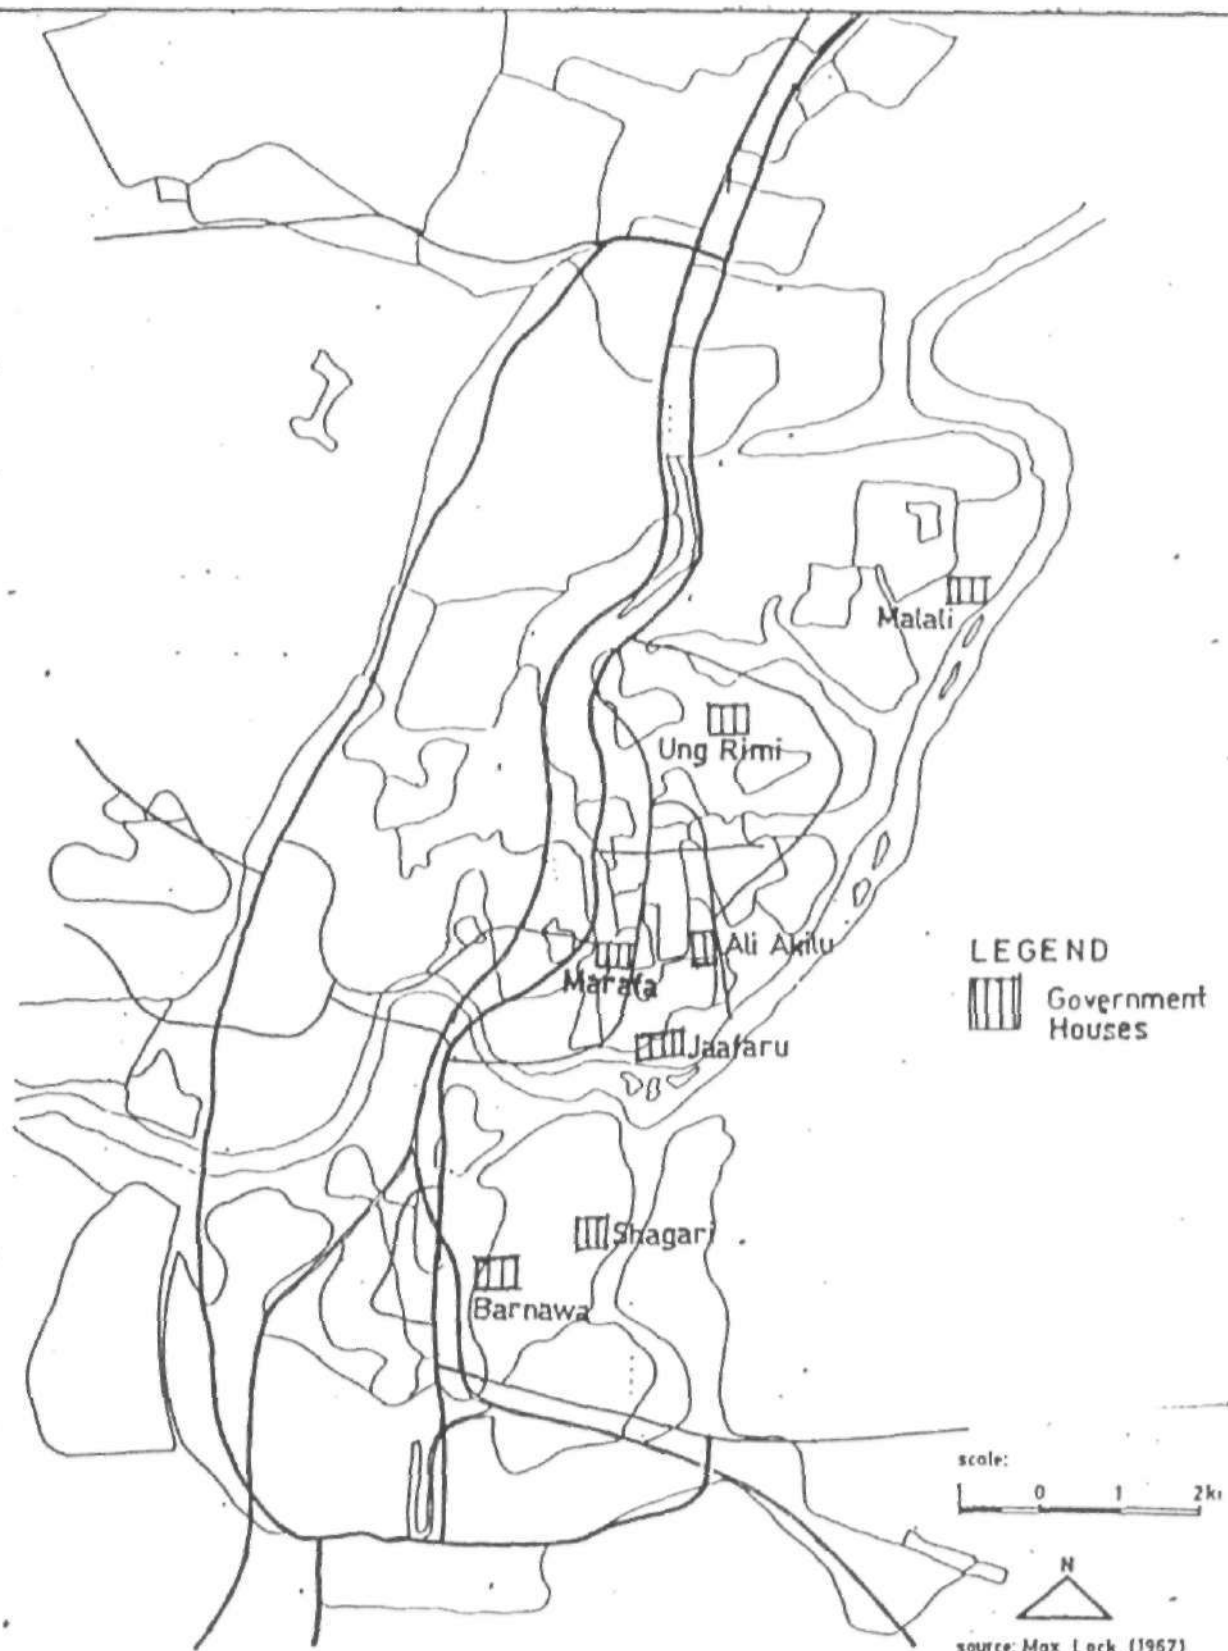 Malali
Ung Rimi
Ali Akilu
Marafa
Jaafaru
Shagari
Barnawa
LEGEND
Government
Houses
scale:
0 1 2k
N
source: Max Lock (1967)